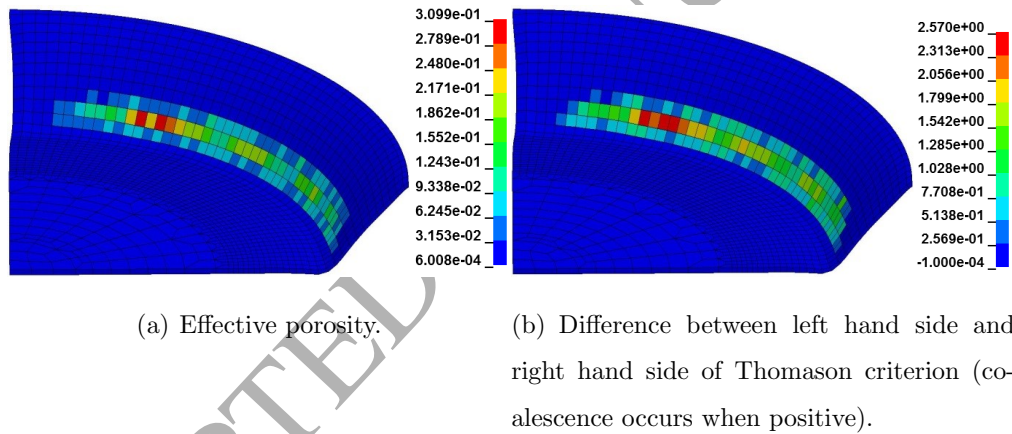 3.099e-01
2.789e-01
2.480e-01
2.171e-01
1.862e-01
1.552e-01
1.243e-01
9.338e-02
6.245e-02
3.153e-02
6.008e-04
2.570e+00
2.313e+00
2.056e+00
1.799e+00
1.542e+00
1.285e+00
1.028e+00
7.708e-01
5.138e-01
2.569e-01
-1.000e-04
(a) Effective porosity.
(b) Difference between left hand side and
right hand side of Thomason criterion (co-
alescence occurs when positive).
RTE